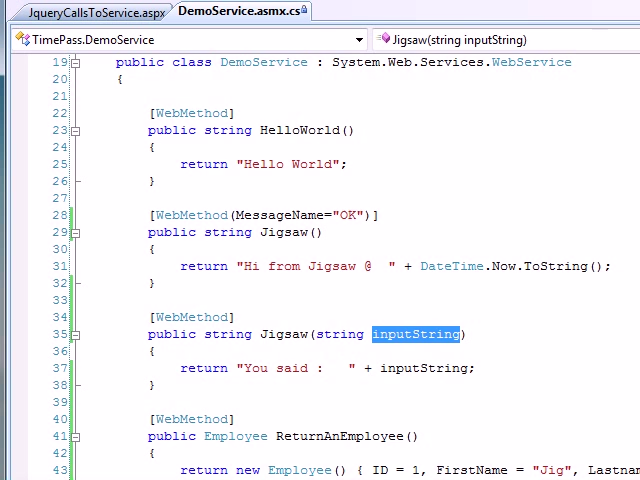 JqueryCallsToService.aspx DemoService.asmx.cs
TimePass.DemoService Jigsaw(string inputString)
19 public class DemoService : System.Web.Services.WebService
20 {
21
22 [WebMethod]
23 public string HelloWorld()
24 {
25 return "Hello World";
26 }
27
28 [WebMethod(MessageName="OK")]
29 public string Jigsaw()
30 {
31 return "Hi from Jigsaw @  " + DateTime.Now.ToString();
32 }
33
34 [WebMethod]
35 public string Jigsaw(string inputString)
36 {
37 return "You said :   " + inputString;
38 }
39
40 [WebMethod]
41 public Employee ReturnAnEmployee()
42 {
43 return new Employee() { ID = 1, FirstName = "Jig", Lastnam